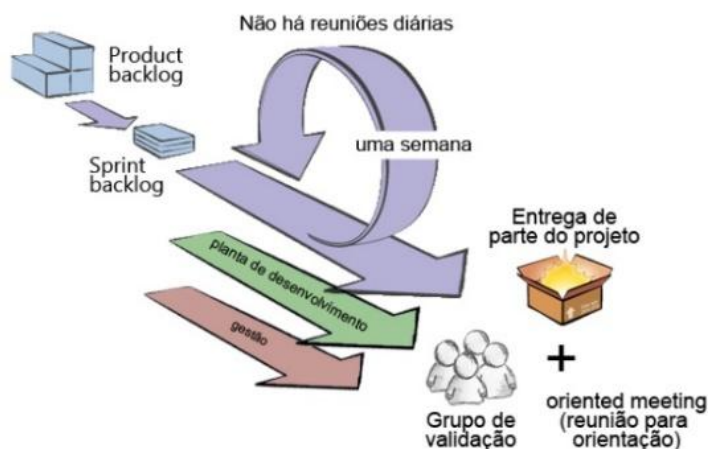 Não há reuniões diárias
Product
backlog
uma semana
Sprint
backlog
Entrega de
parte do projeto
planta de desenvolvimento
gestão
+
Grupo de
validação
oriented meeting
(reunião para
orientação)